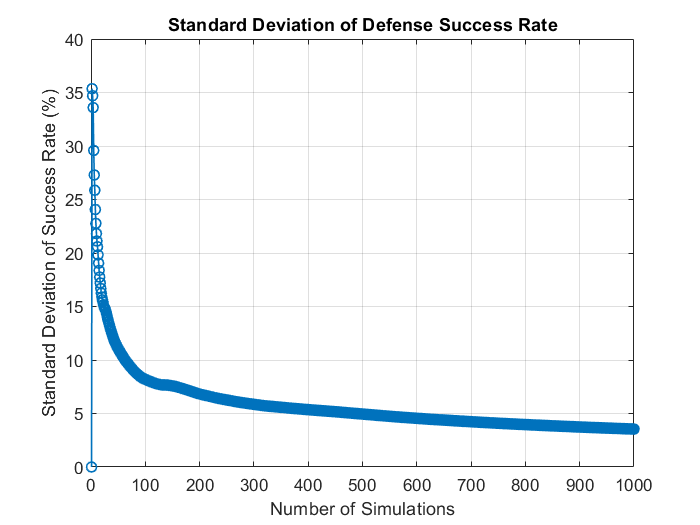 Standard Deviation of Defense Success Rate
Standard Deviation of Success Rate (%)
40
35
30
25
20
15
10
5
0
0 100 200 300 400 500 600 700 800 900 1000
Number of Simulations